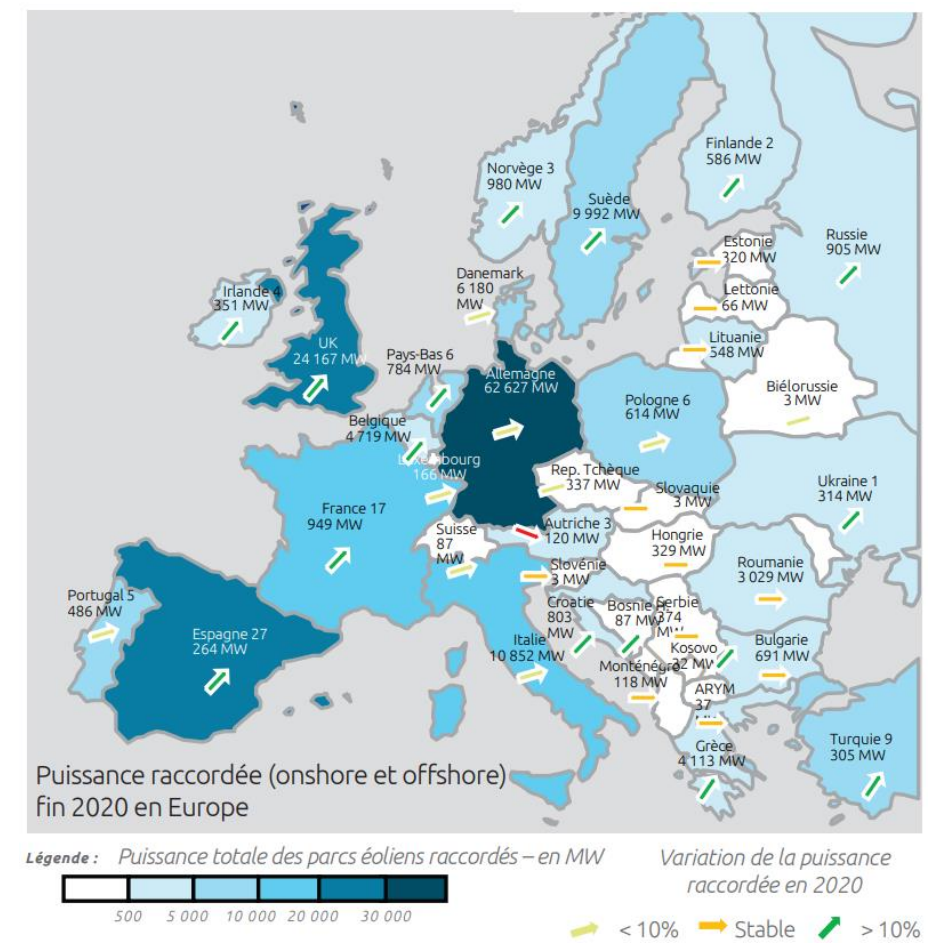 Finlande 2
586 MW
Norvège 3
980 MW
Suède
9 992 MW
Russie
905 MW
Estonie
320 MW
Danemark
6 180
MW
Lettonie
66 MW
Irlande 4
351 MW
Lituanie
548 MW
UK
24 167 MW
Pays-Bas 6
784 MW
Allemagne
62 627 MW
Biélorussie
3 MW
Pologne 6
614 MW
Belgique
4 719 MW
Luxembourg
166 MW
Rep. Tchèque
337 MW
Slovaquie
3 MW
Ukraine 1
314 MW
France 17
949 MW
Suisse
87
MW
Autriche 3
120 MW
Hongrie
329 MW
Slovénie
3 MW
Roumanie
3 029 MW
Portugal 5
486 MW
Croatie
803
MW
Bosnie H.
87 MW
Serbie
374
MW
Espagne 27
264 MW
Italie
10 852 MW
Kosovo
32 MW
Bulgarie
691 MW
Monténégro
118 MW
ARYM
37
Grèce
4 113 MW
Turquie 9
305 MW
Puissance raccordée (onshore et offshore)
fin 2020 en Europe
Légende : Puissance totale des parcs éoliens raccordés – en MW
500 5 000 10 000 20 000 30 000
Variation de la puissance
raccordée en 2020
< 10% Stable > 10%